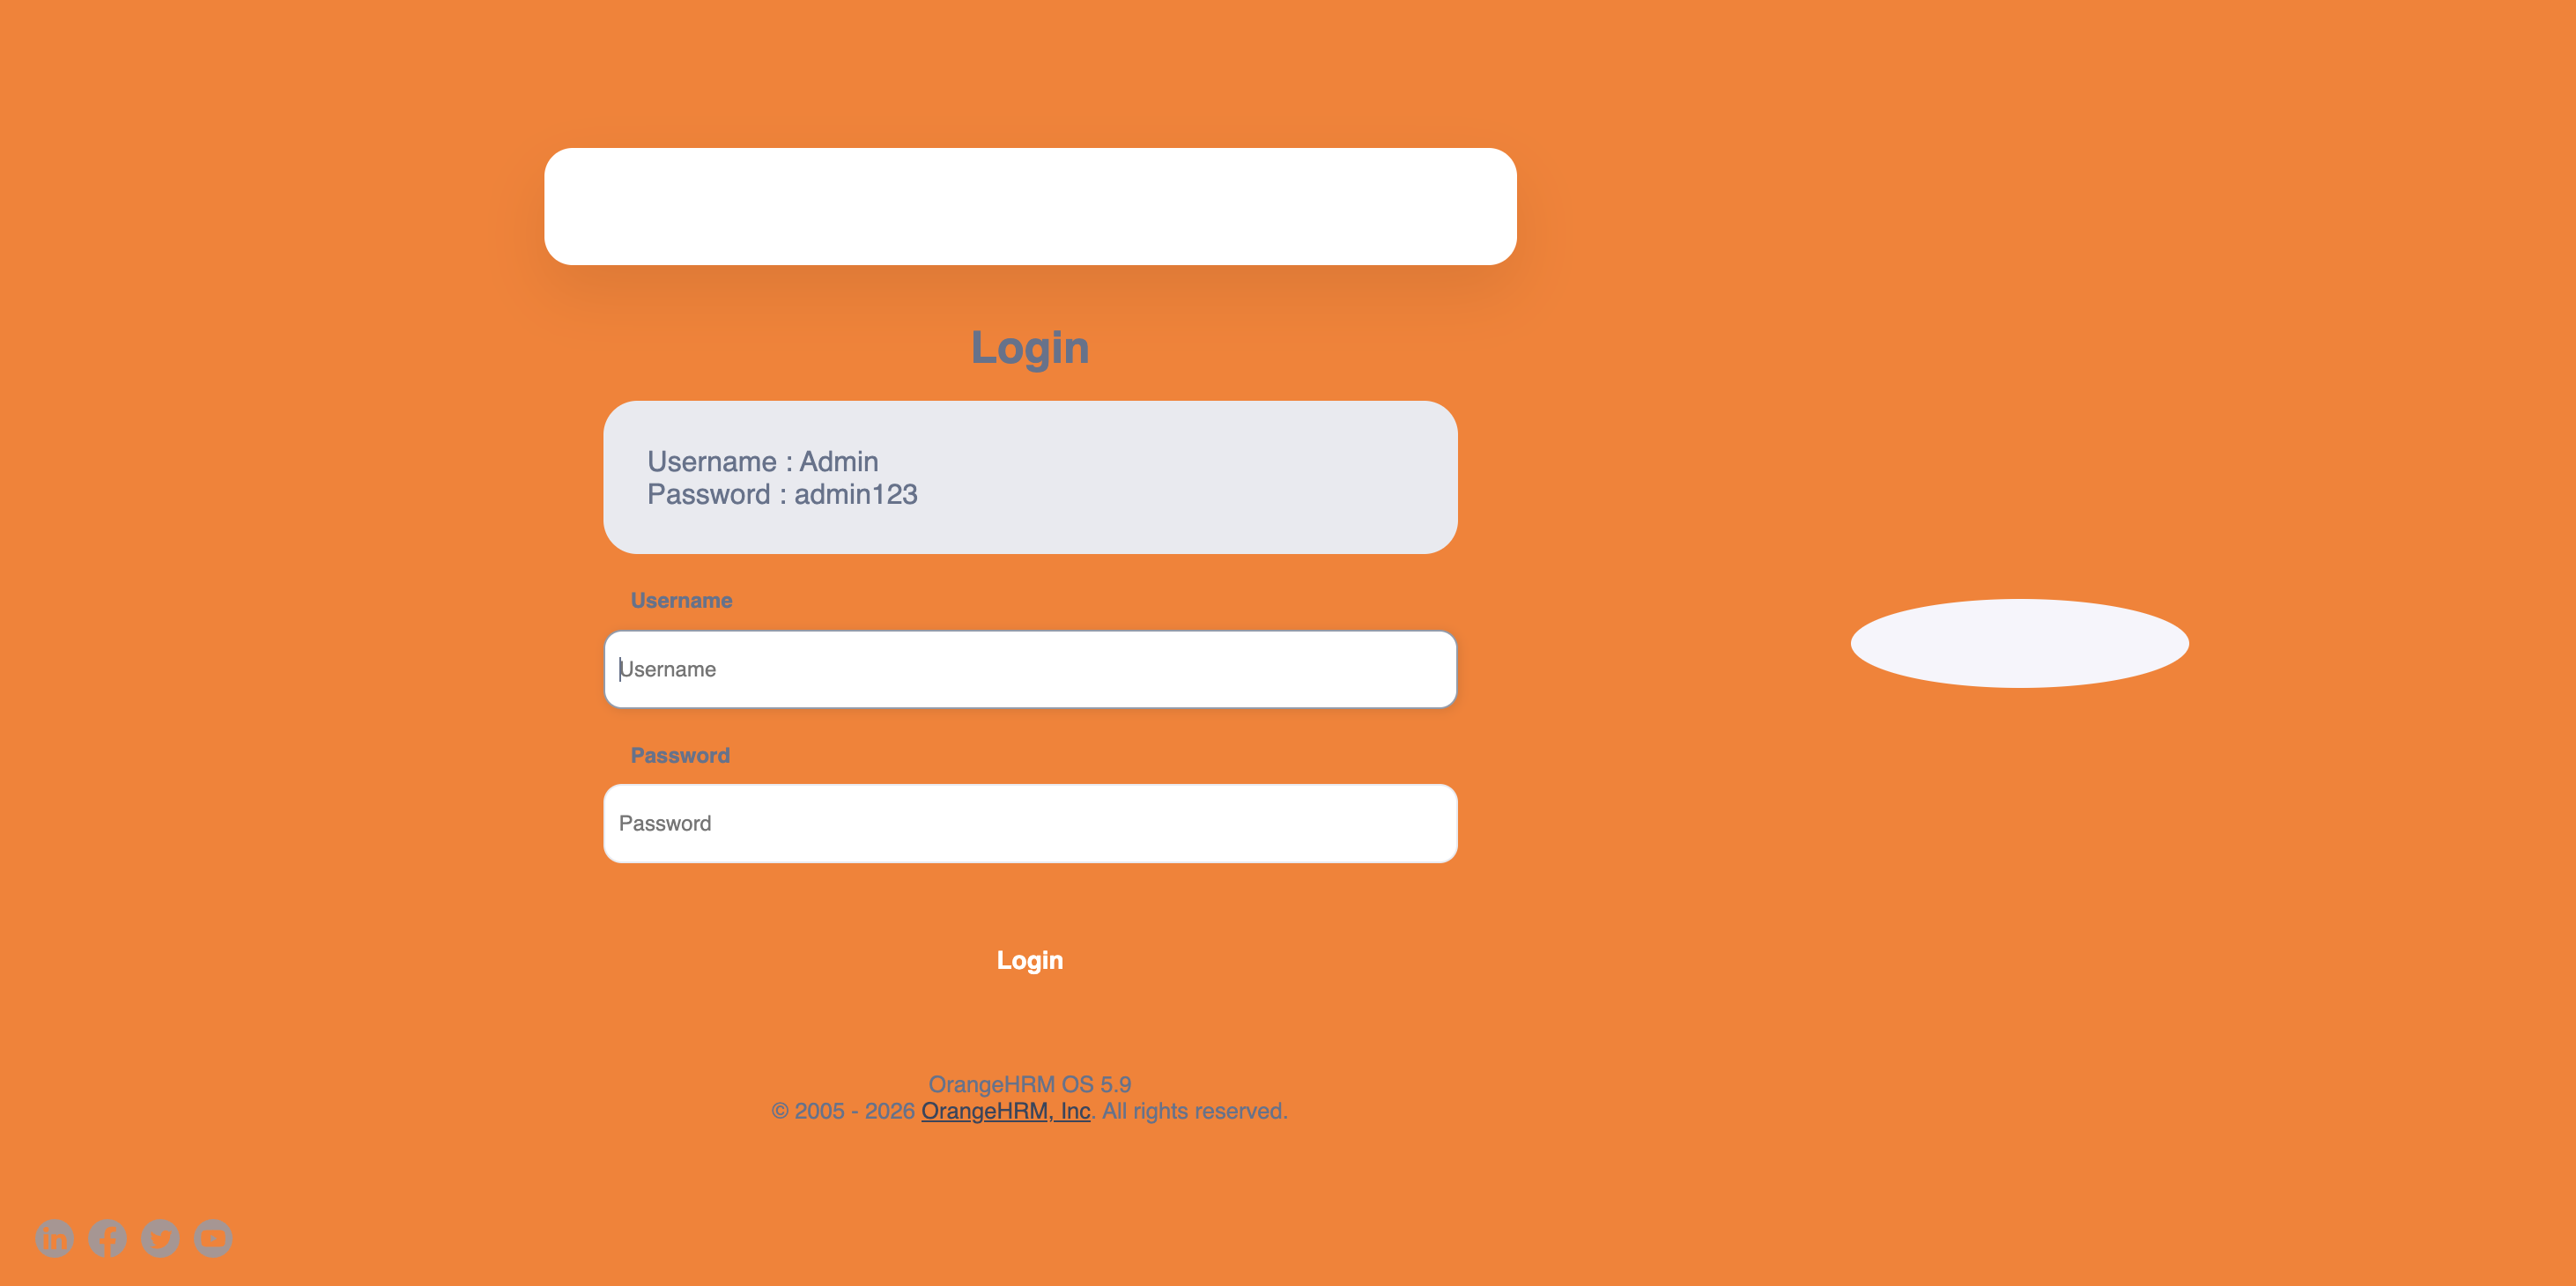 Login
Username : Admin
Password : admin123
Username
Username
Password
Password
Login
OrangeHRM OS 5.9
© 2005 - 2026 OrangeHRM, Inc. All rights reserved.